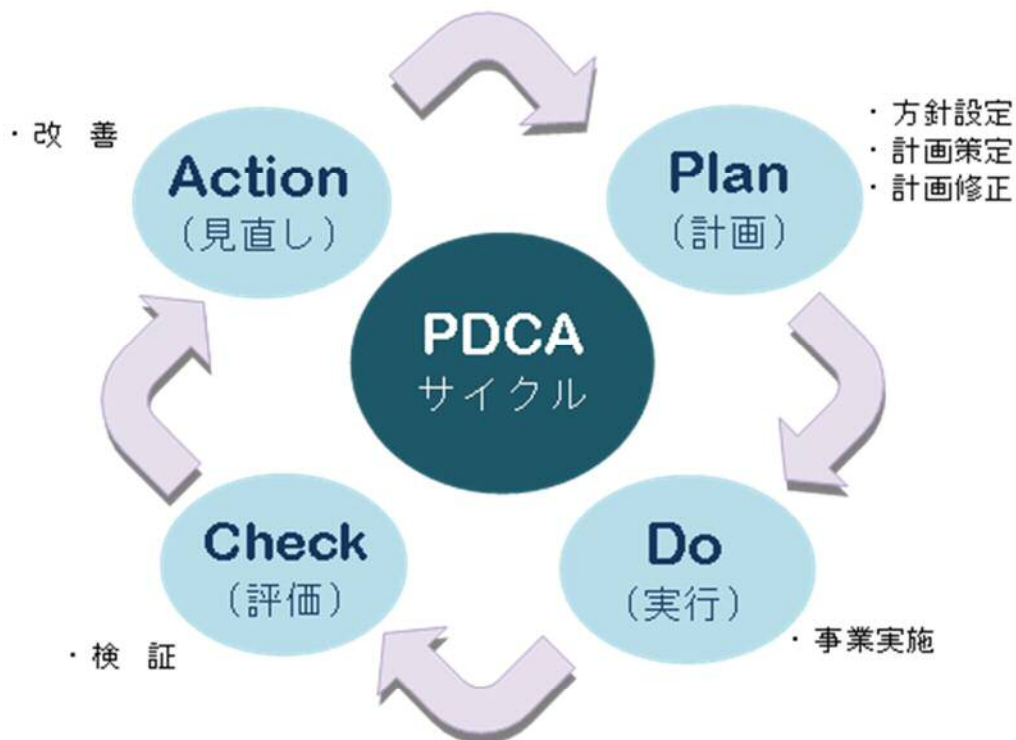 PDCA
サイクル
Plan
（計画）
・方針設定
・計画策定
・計画修正
Do
（実行）
・事業実施
Check
（評価）
・検　証
Action
（見直し）
・改　善